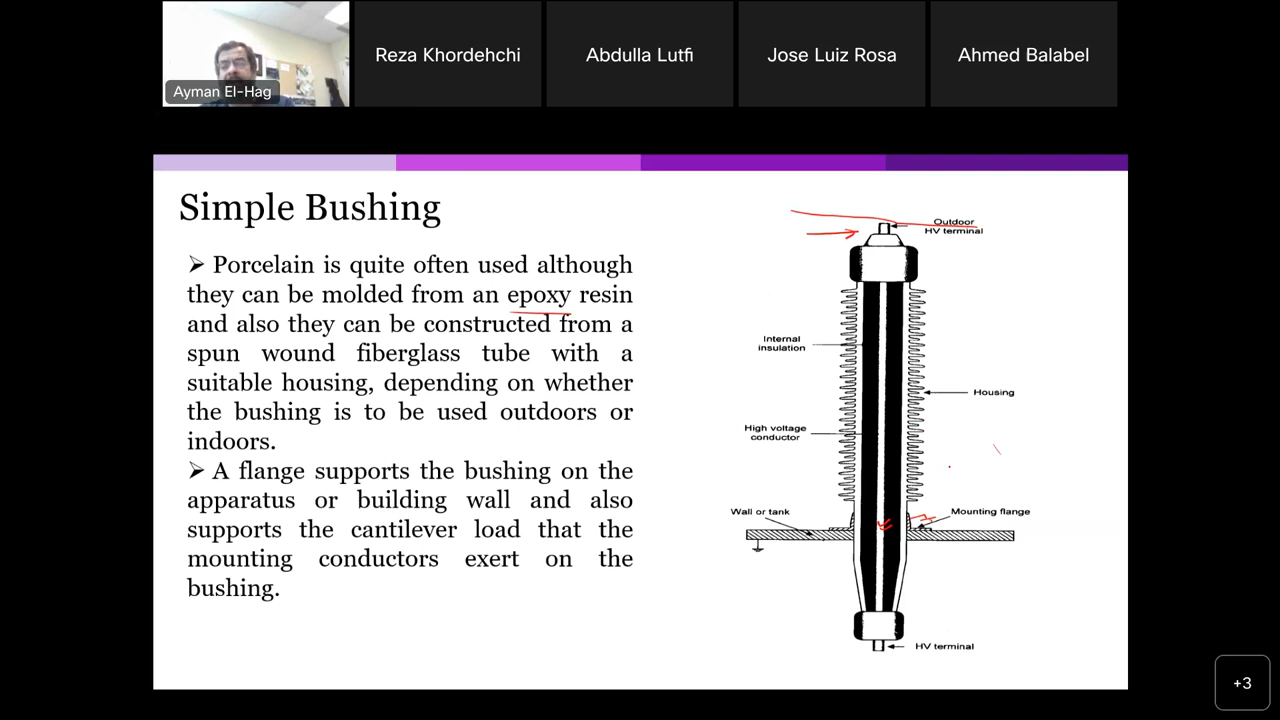 Ayman El-Hag
Reza Khordehchi
Abdulla Lutfi
Jose Luiz Rosa
Ahmed Balabel
Simple Bushing
➢ Porcelain is quite often used although
they can be molded from an epoxy resin
and also they can be constructed from a
spun wound fiberglass tube with a
suitable housing, depending on whether
the bushing is to be used outdoors or
indoors.
➢ A flange supports the bushing on the
apparatus or building wall and also
supports the cantilever load that the
mounting conductors exert on the
bushing.
Outdoor
HV terminal
Internal
insulation
Housing
High voltage
conductor
Wall or tank
Mounting flange
HV terminal
+3